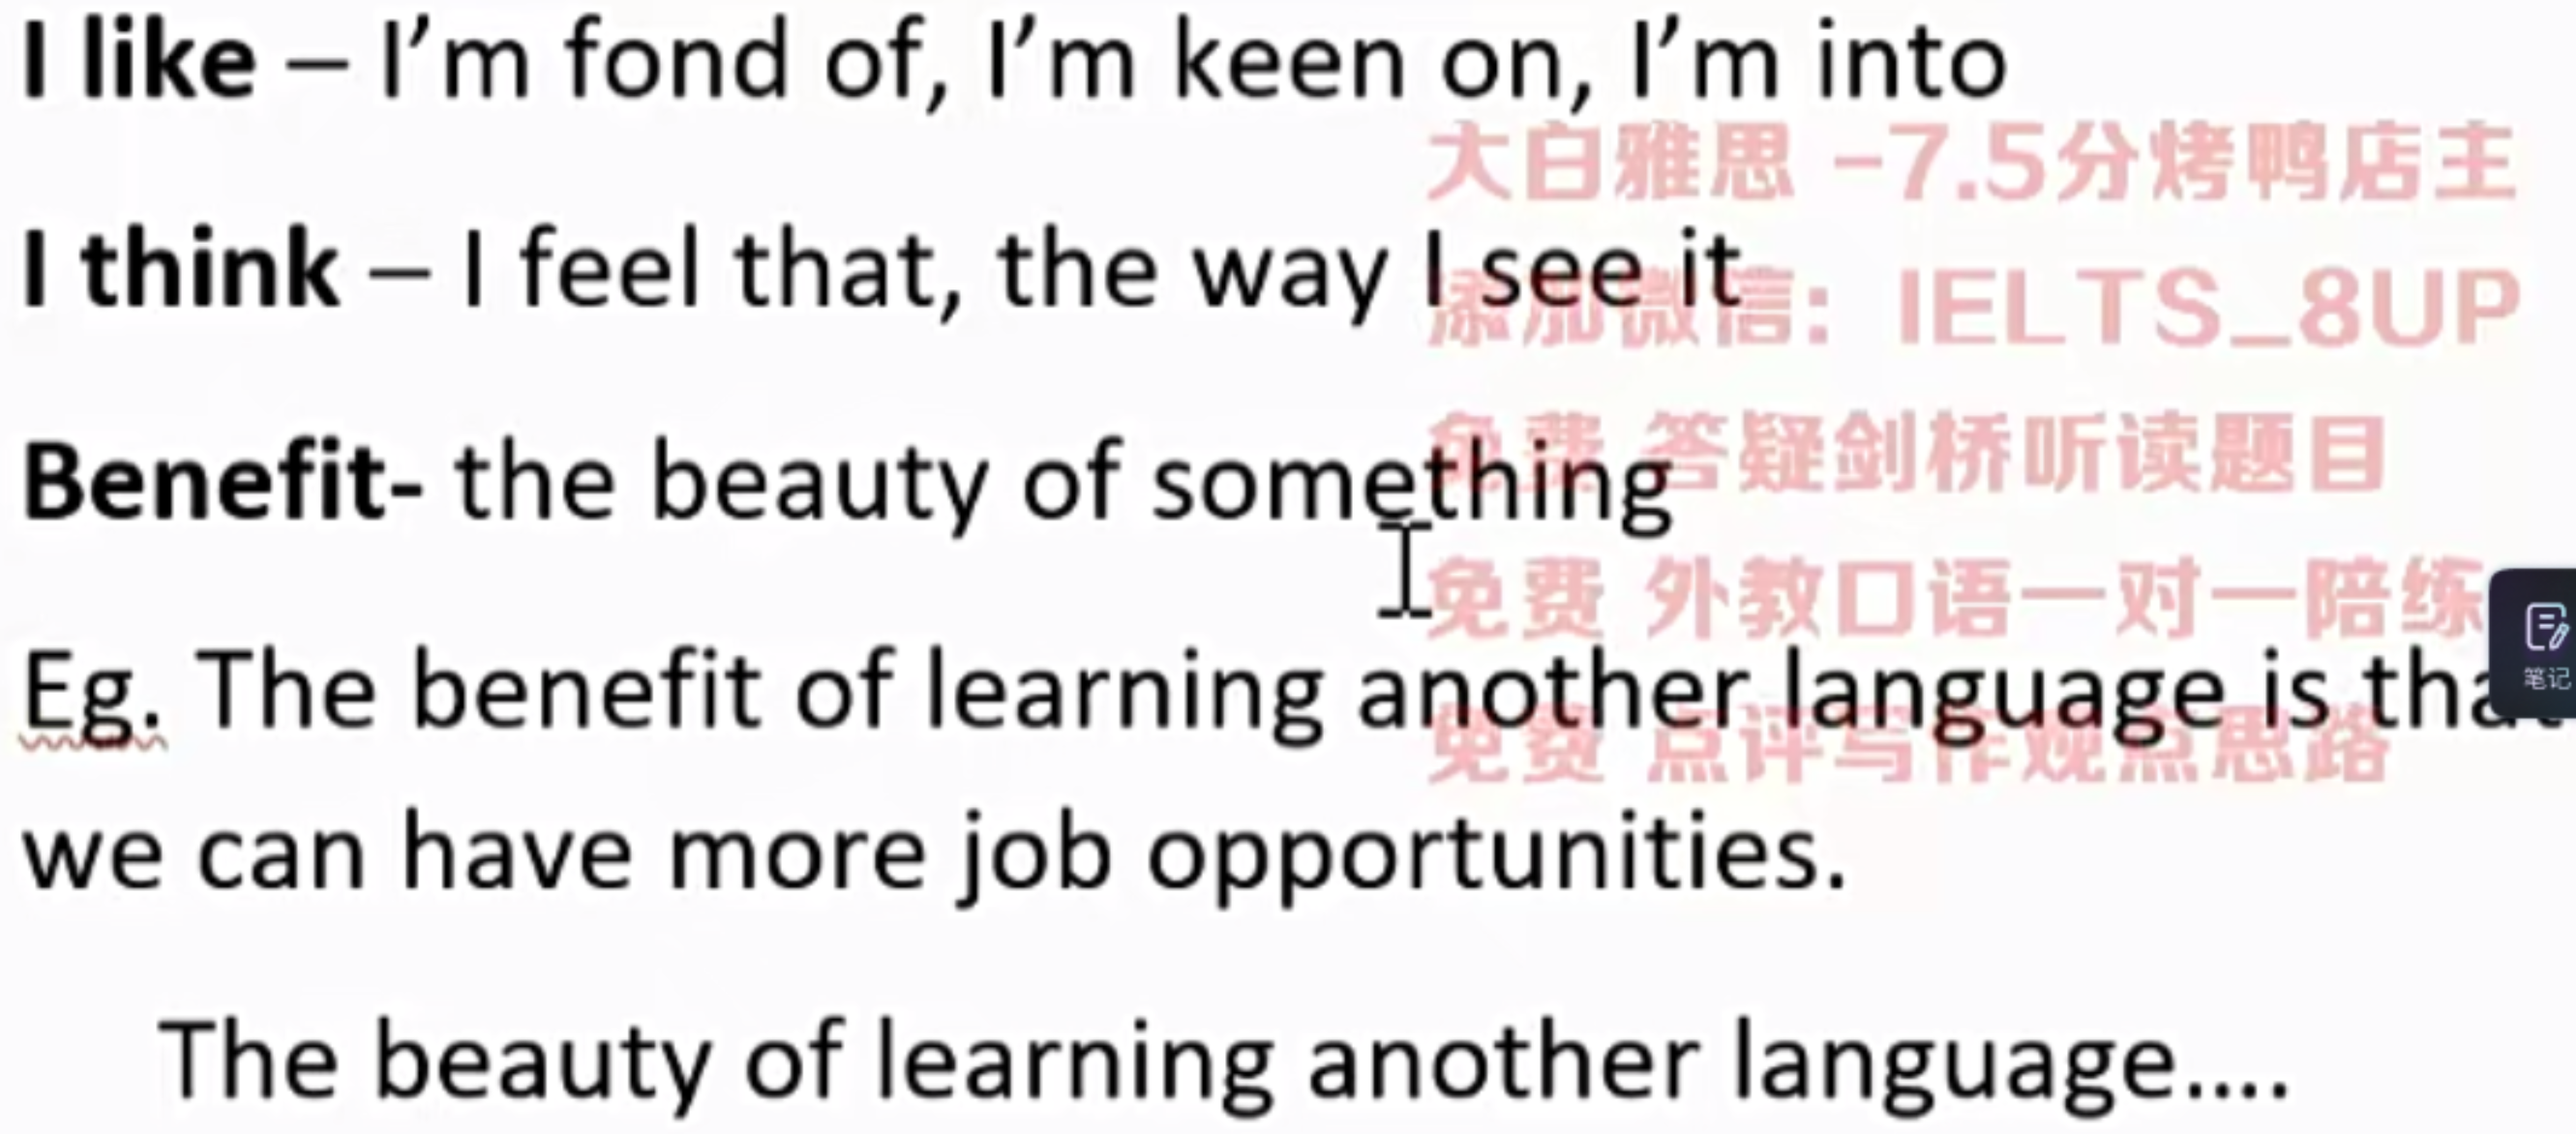 I like – I’m fond of, I’m keen on, I’m into
大白雅思 -7.5分烤鸭店主
I think – I feel that, the way I see it
添加微信: IELTS_8UP
Benefit- the beauty of something
免费 答疑剑桥听读题目
免费 外教口语一对一陪练
笔记
Eg. The benefit of learning another language is that
免费 点评写作观点思路
we can have more job opportunities.
The beauty of learning another language....